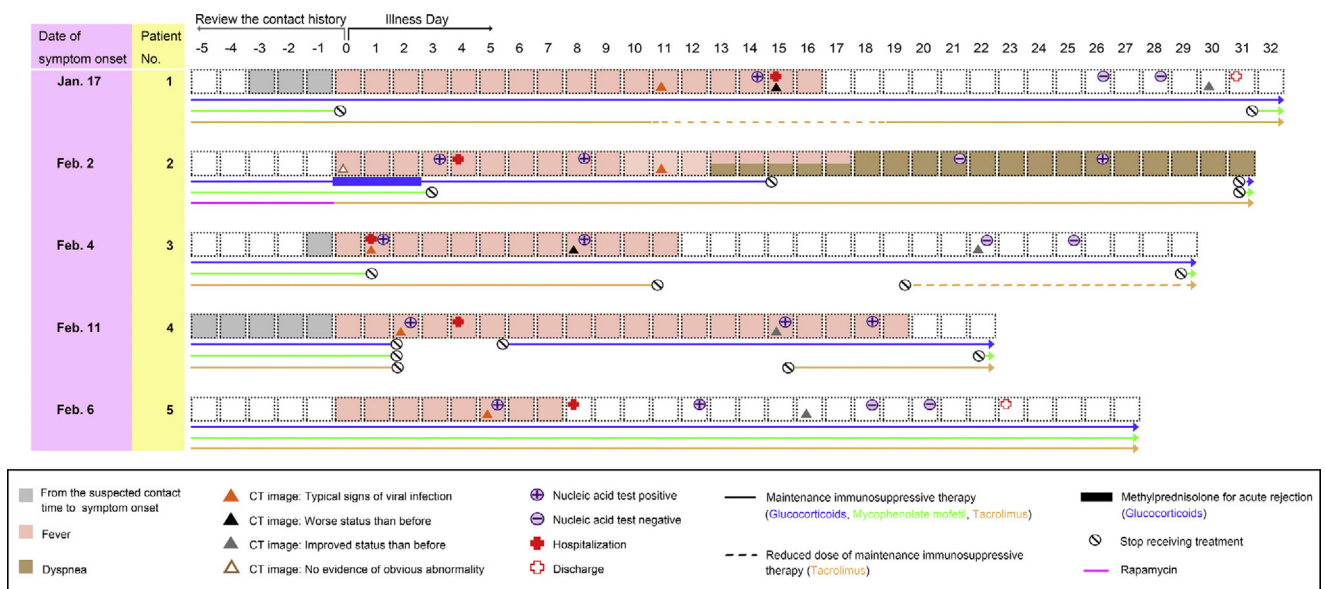 Review the contact history Illness Day
Date of symptom onset
Patient No.
-5 -4 -3 -2 -1 0 1 2 3 4 5 6 7 8 9 10 11 12 13 14 15 16 17 18 19 20 21 22 23 24 25 26 27 28 29 30 31 32
Jan. 17 1
Feb. 2 2
Feb. 4 3
Feb. 11 4
Feb. 6 5
From the suspected contact
time to symptom onset
Fever
Dyspnea
CT image: Typical signs of viral infection
CT image: Worse status than before
CT image: Improved status than before
CT image: No evidence of obvious abnormality
Nucleic acid test positive
Nucleic acid test negative
Hospitalization
Discharge
Maintenance immunosuppressive therapy
(Glucocorticoids, Mycophenolate mofetil, Tacrolimus)
Reduced dose of maintenance immunosuppressive
therapy (Tacrolimus)
Methylprednisolone for acute rejection
(Glucocorticoids)
Stop receiving treatment
Rapamycin